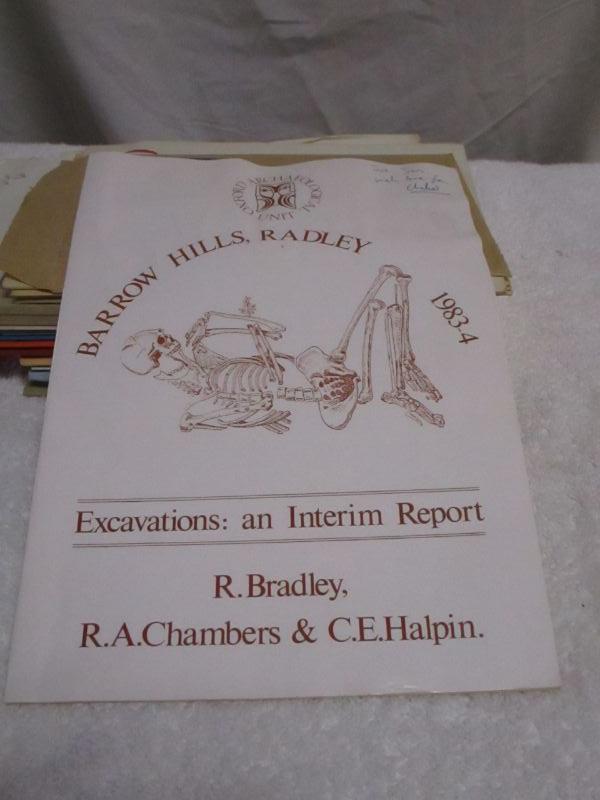 OXFORD ARCHAEOLOGICAL UNIT
BARROW HILLS, RADLEY
1983-4
Excavations: an Interim Report
R.Bradley,
R.A.Chambers & C.E.Halpin.